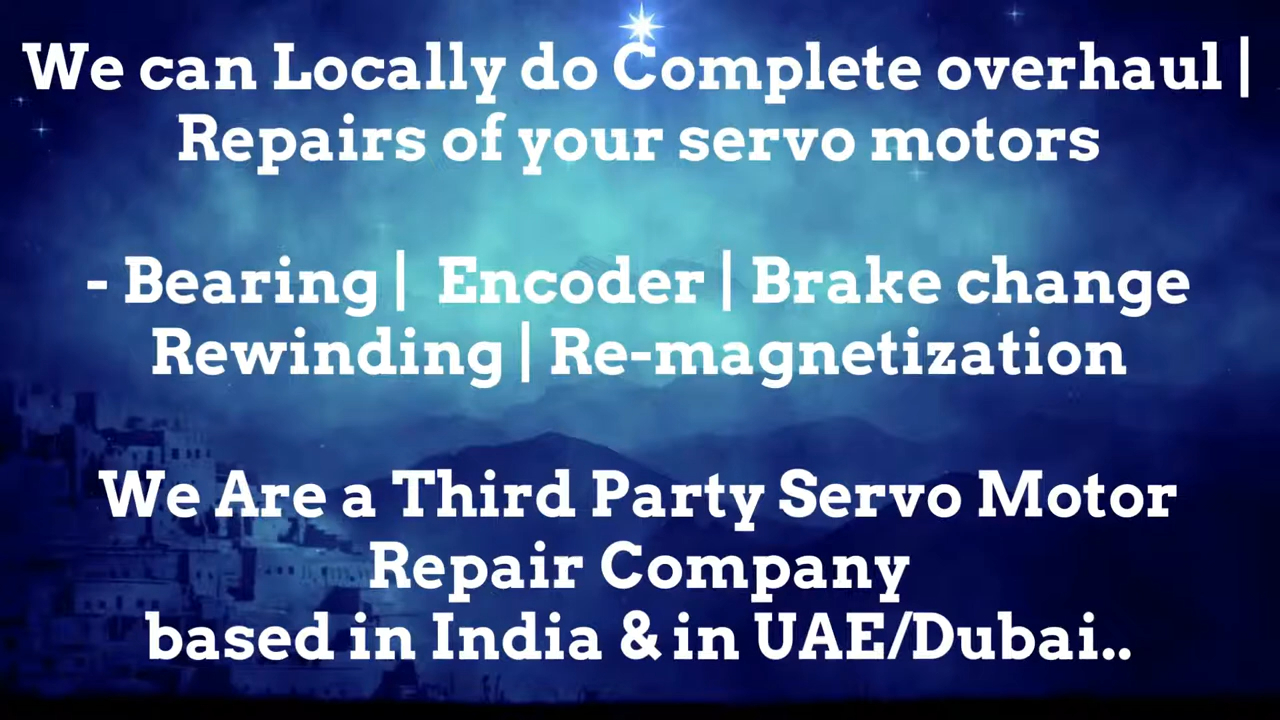 We can Locally do Complete overhaul |
Repairs of your servo motors
- Bearing | Encoder | Brake change
Rewinding | Re-magnetization
We Are a Third Party Servo Motor
Repair Company
based in India & in UAE/Dubai..